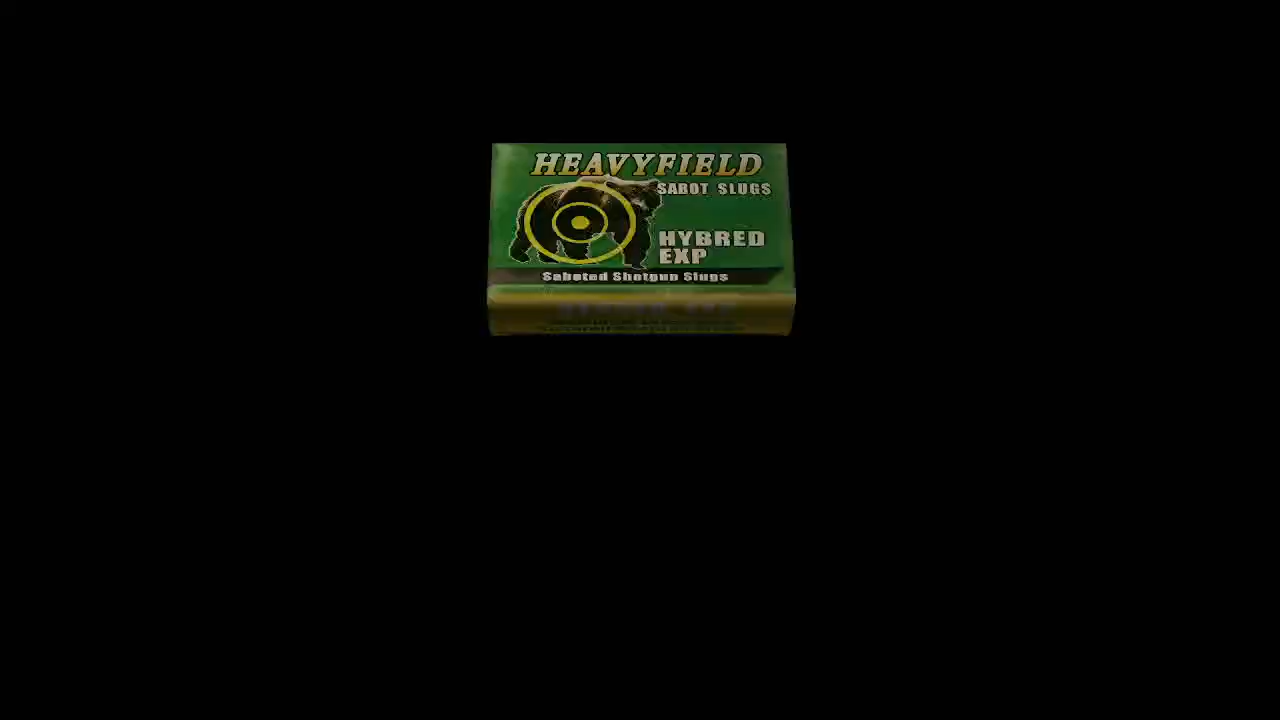 HEAVYFIELD
SABOT SLUGS
HYBRED
EXP
Saboted Shotgun Slugs